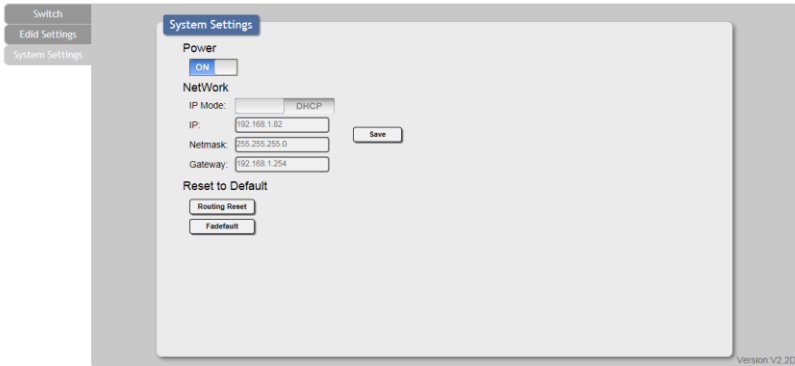 Switch
Edid Settings
System Settings
System Settings
Power
ON
NetWork
IP Mode: DHCP
IP: 192.168.1.82
Netmask: 255.255.255.0
Save
Gateway: 192.168.1.254
Reset to Default
Routing Reset
Fadefault
Version:V2.2D